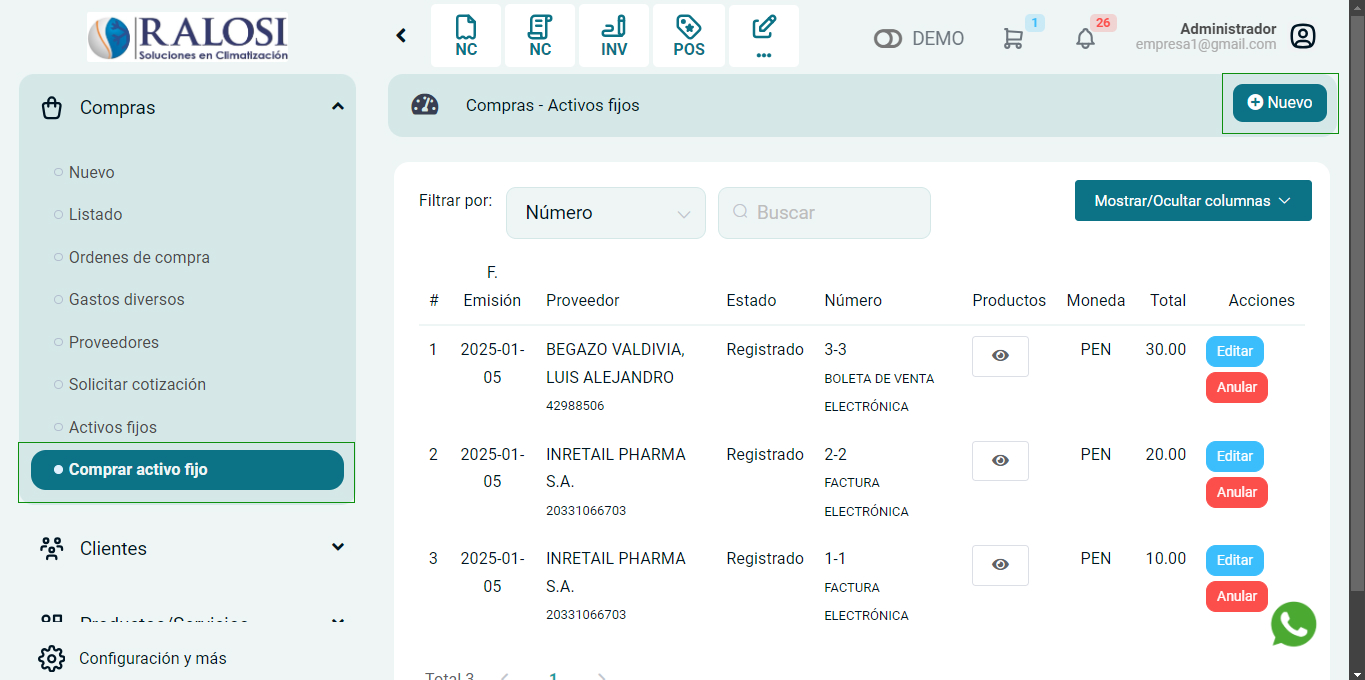 RALOSI
Soluciones en Climatización
NC
NC
INV
POS
...
DEMO
1
26
Administrador
empresa1@gmail.com
Compras
Nuevo
Listado
Ordenes de compra
Gastos diversos
Proveedores
Solicitar cotización
Activos fijos
Comprar activo fijo
Clientes
Productos/Servicios
Configuración y más
Compras - Activos fijos
Nuevo
Filtrar por:
Número
Buscar
Mostrar/Ocultar columnas
# F. Emisión Proveedor Estado Número Productos Moneda Total Acciones
1 2025-01- BEGAZO VALDIVIA, Registrado 3-3 PEN 30.00 Editar
05 LUIS ALEJANDRO BOLETA DE VENTA Anular
42988506 ELECTRÓNICA
2 2025-01- INRETAIL PHARMA Registrado 2-2 PEN 20.00 Editar
05 S.A. FACTURA Anular
20331066703 ELECTRÓNICA
3 2025-01- INRETAIL PHARMA Registrado 1-1 PEN 10.00 Editar
05 S.A. FACTURA Anular
20331066703 ELECTRÓNICA
Total 3 1